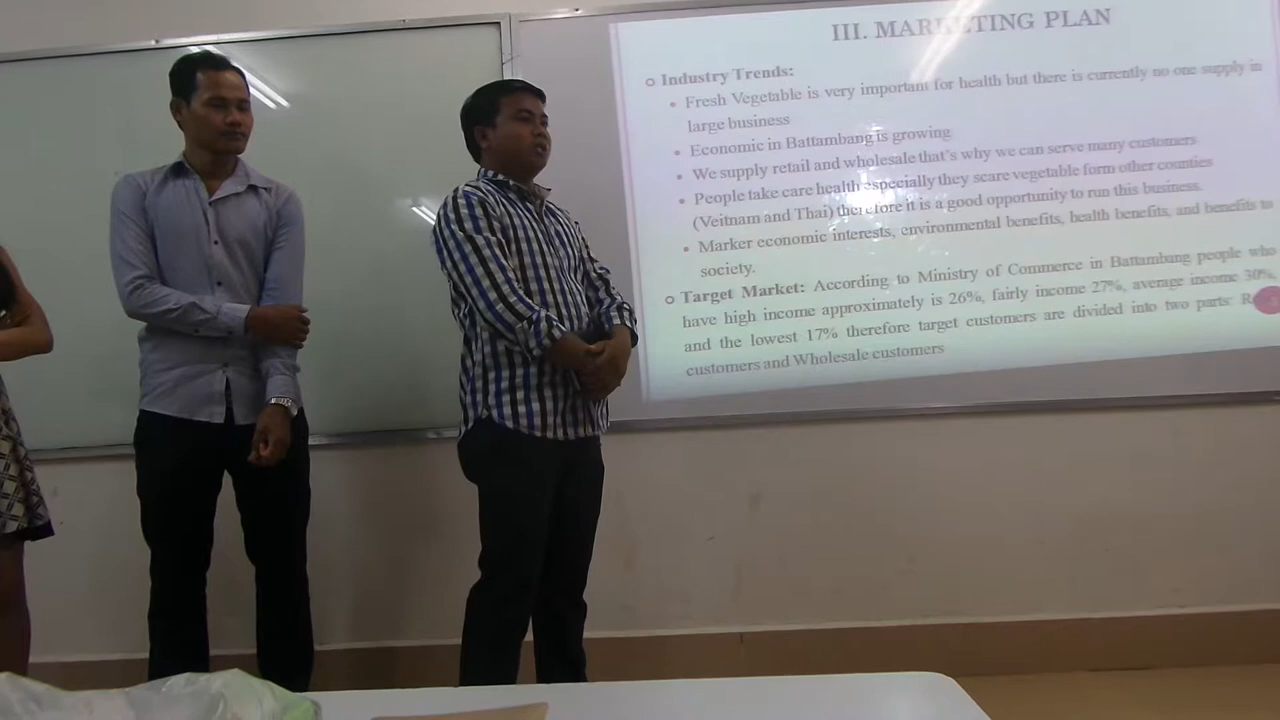 III. MARKETING PLAN
Industry Trends:
Fresh Vegetable is very important for health but there is currently no one supply in
large business
Economic in Battambang is growing
We supply retail and wholesale that's why we can serve many customers
People take care health especially they scare vegetable form other counties
(Veitnam and Thai) therefore it is a good opportunity to run this business.
Marker economic interests, environmental benefits, health benefits, and benefits to
society.
Target Market: According to Ministry of Commerce in Battambang people who
have high income approximately is 26%, fairly income 27%, average income 30%,
and the lowest 17% therefore target customers are divided into two parts:
customers and Wholesale customers